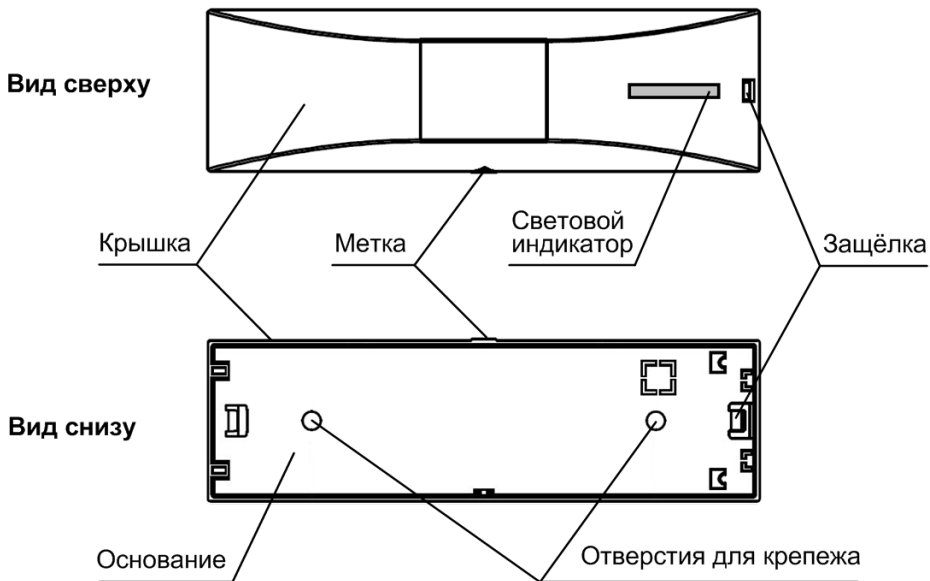 Вид сверху
Крышка
Метка
Световой
индикатор
Защёлка
Вид снизу
Основание
Отверстия для крепежа